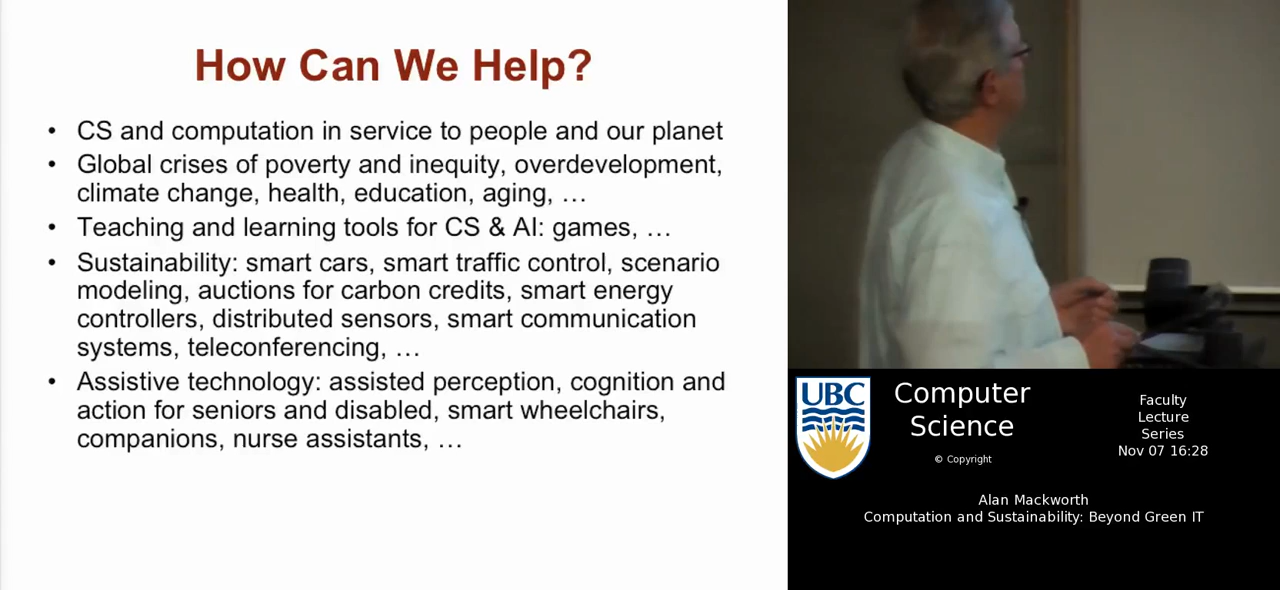 How Can We Help?
• CS and computation in service to people and our planet
• Global crises of poverty and inequity, overdevelopment,
climate change, health, education, aging, …
• Teaching and learning tools for CS & AI: games, …
• Sustainability: smart cars, smart traffic control, scenario
modeling, auctions for carbon credits, smart energy
controllers, distributed sensors, smart communication
systems, teleconferencing, …
• Assistive technology: assisted perception, cognition and
action for seniors and disabled, smart wheelchairs,
companions, nurse assistants, …
UBC
Computer
Science
© Copyright
Faculty
Lecture
Series
Nov 07 16:28
Alan Mackworth
Computation and Sustainability: Beyond Green IT